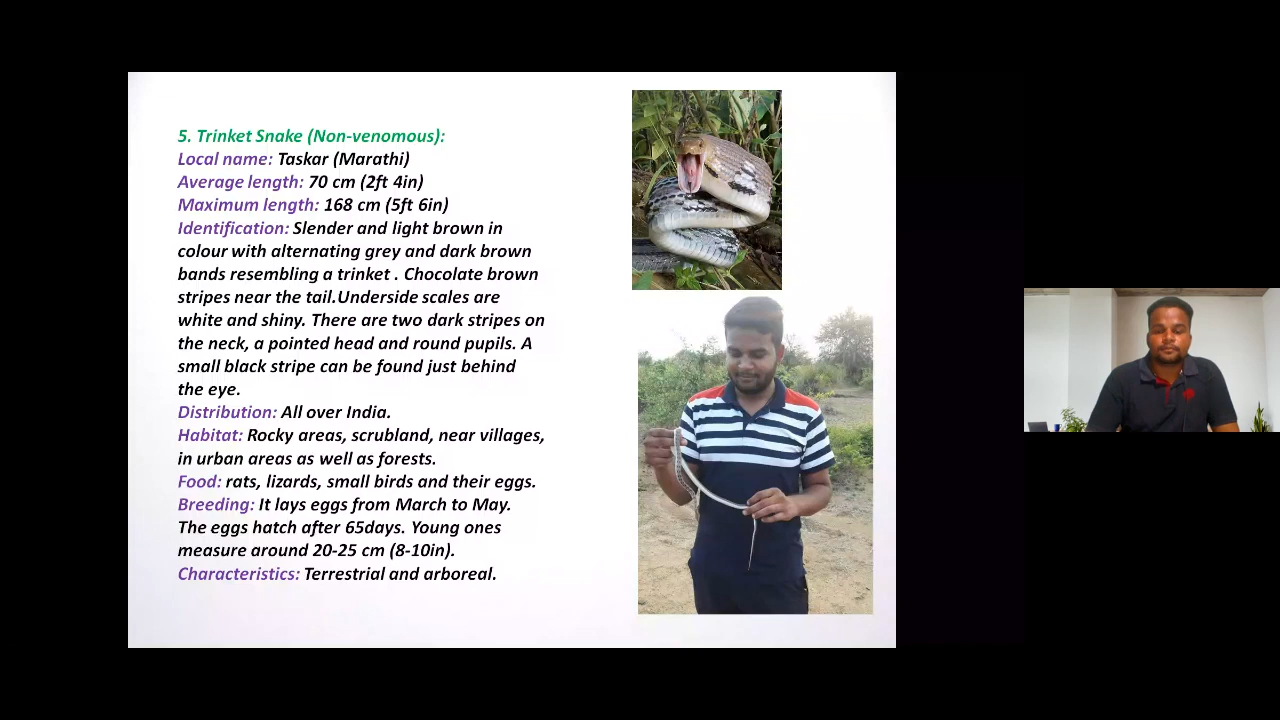 5. Trinket Snake (Non-venomous):
Local name: Taskar (Marathi)
Average length: 70 cm (2ft 4in)
Maximum length: 168 cm (5ft 6in)
Identification: Slender and light brown in
colour with alternating grey and dark brown
bands resembling a trinket . Chocolate brown
stripes near the tail.Underside scales are
white and shiny. There are two dark stripes on
the neck, a pointed head and round pupils. A
small black stripe can be found just behind
the eye.
Distribution: All over India.
Habitat: Rocky areas, scrubland, near villages,
in urban areas as well as forests.
Food: rats, lizards, small birds and their eggs.
Breeding: It lays eggs from March to May.
The eggs hatch after 65days. Young ones
measure around 20-25 cm (8-10in).
Characteristics: Terrestrial and arboreal.